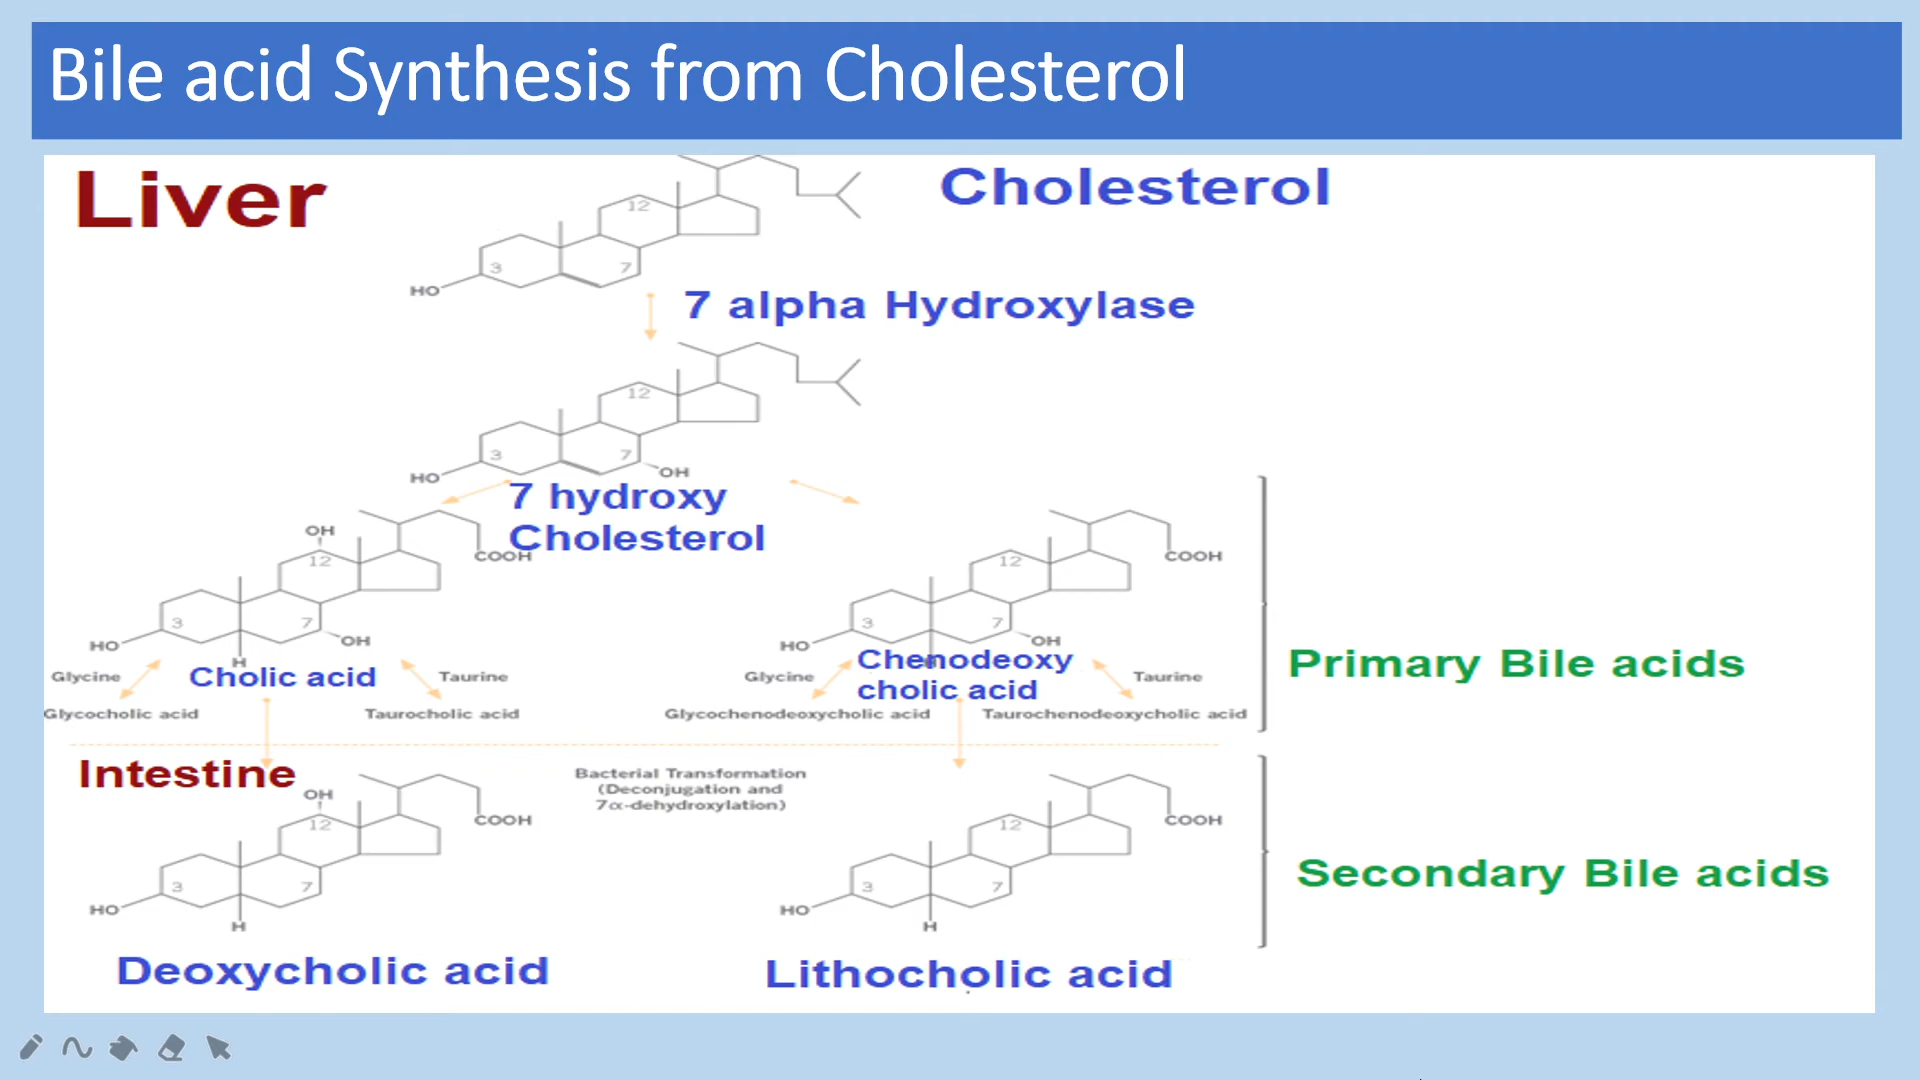 Bile acid Synthesis from Cholesterol
Liver
Cholesterol
12
3
7
HO
7 alpha Hydroxylase
12
3
7
HO
OH
7 hydroxy
Cholesterol
OH
COOH
12
3
7
HO
OH
H
COOH
12
3
7
HO
OH
Glycine
Cholic acid
Taurine
Glycocholic acid
Taurocholic acid
Glycine
Chenodeoxy
cholic acid
Taurine
Glycochenodeoxycholic acid
Taurochenodeoxycholic acid
Primary Bile acids
Intestine
Bacterial Transformation
(Deconjugation and
7α-dehydroxylation)
OH
COOH
12
3
7
HO
H
COOH
12
3
7
HO
H
Secondary Bile acids
Deoxycholic acid
Lithocholic acid